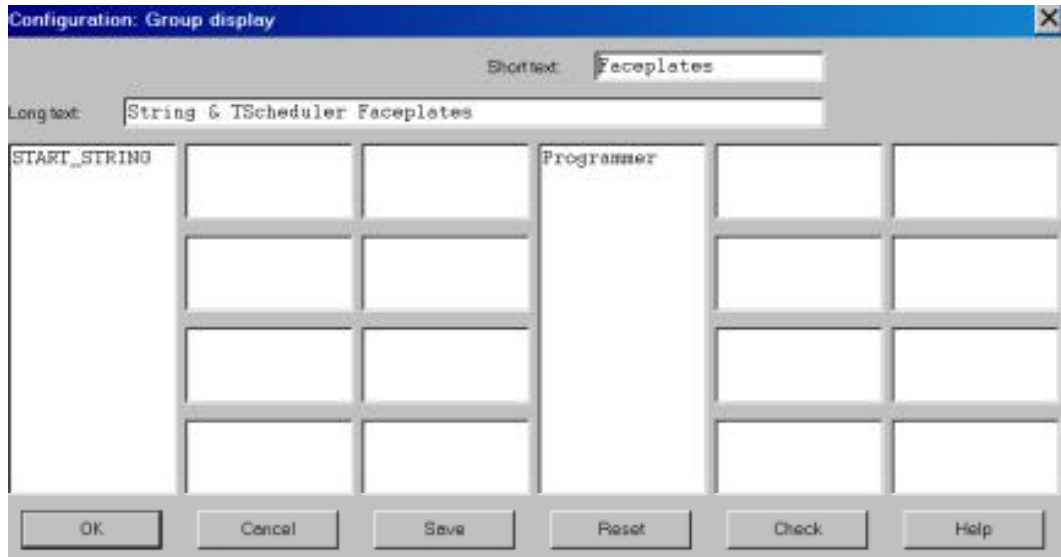 Configuration: Group display
Short text: Faceplates
Long text: String & TScheduler Faceplates
START_STRING
Programmer
OK Cancel Save Reset Check Help